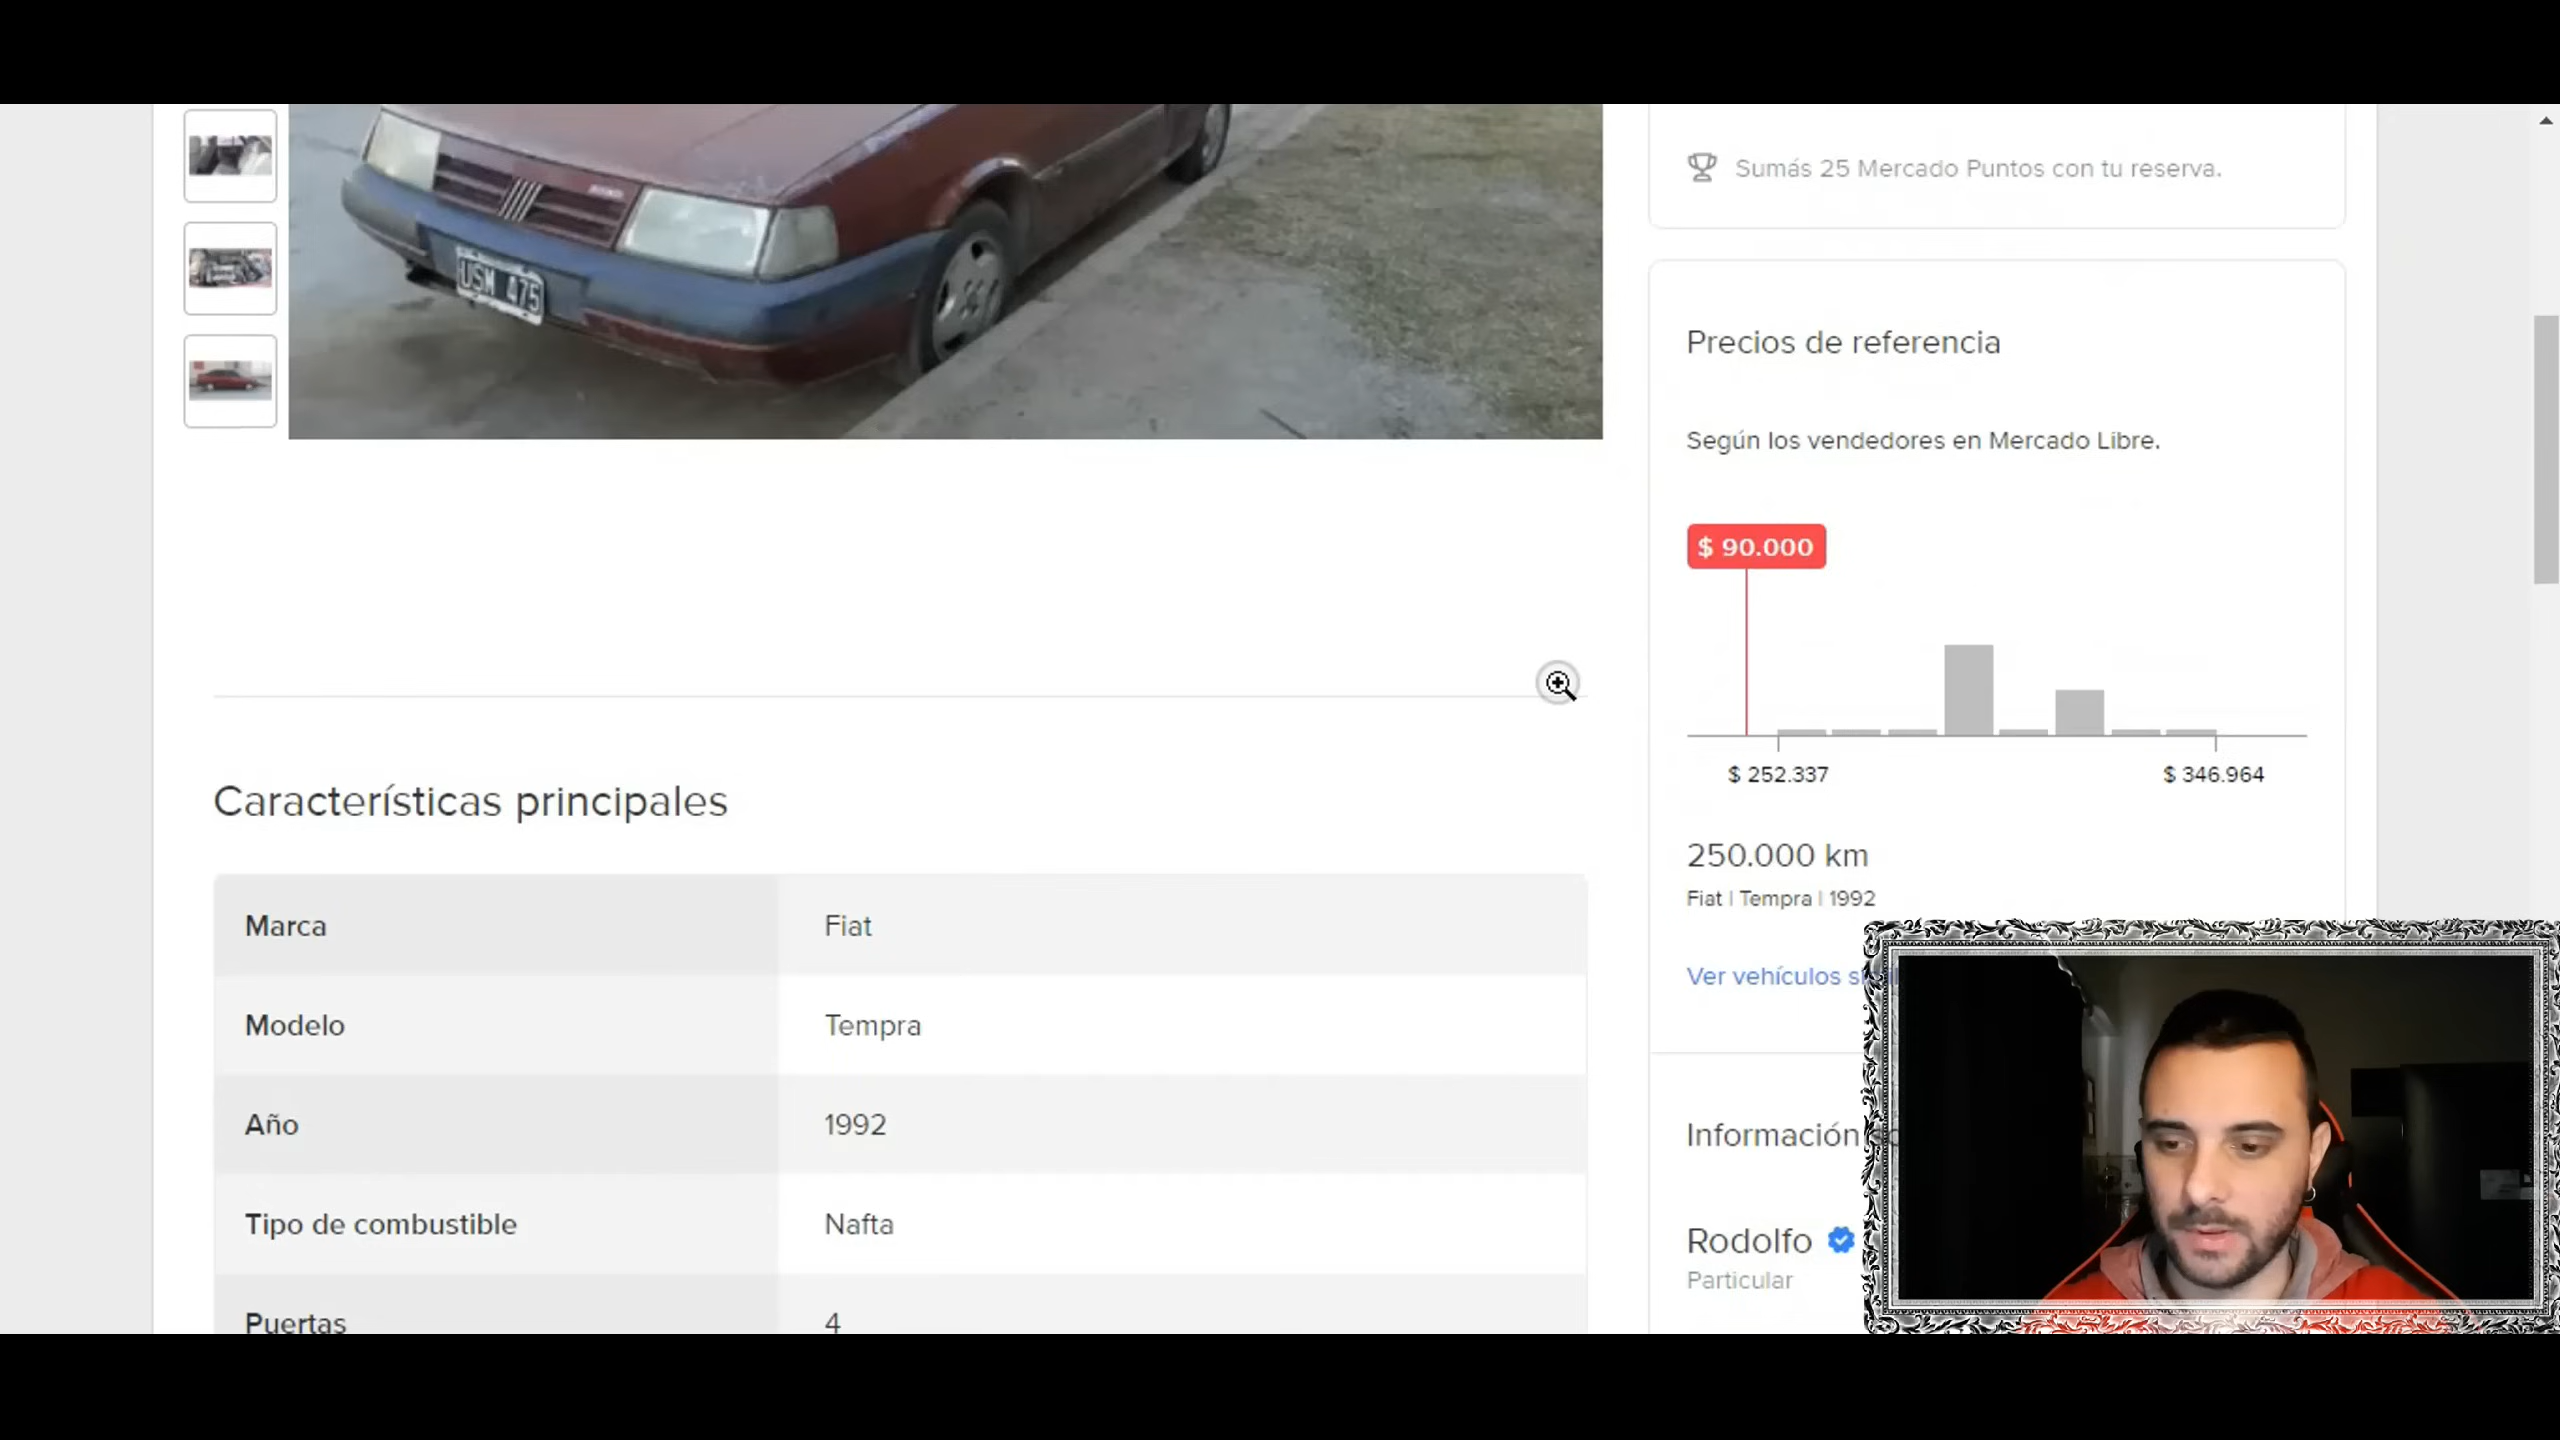 USM 475
Sumás 25 Mercado Puntos con tu reserva.
Precios de referencia
Según los vendedores en Mercado Libre.
$ 90.000
$ 252.337
$ 346.964
250.000 km
Fiat | Tempra | 1992
Ver vehículos
Información
Rodolfo
Particular
Características principales
Marca Fiat
Modelo Tempra
Año 1992
Tipo de combustible Nafta
Puertas 4